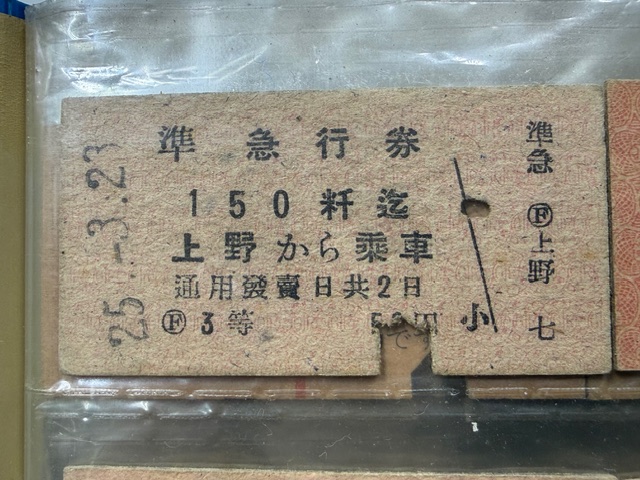 25.-3.23
準急行券
150粁迄
上野から乗車
通用發賣日共2日
Ⓕ3等
小
準急
Ⓕ
上野
七